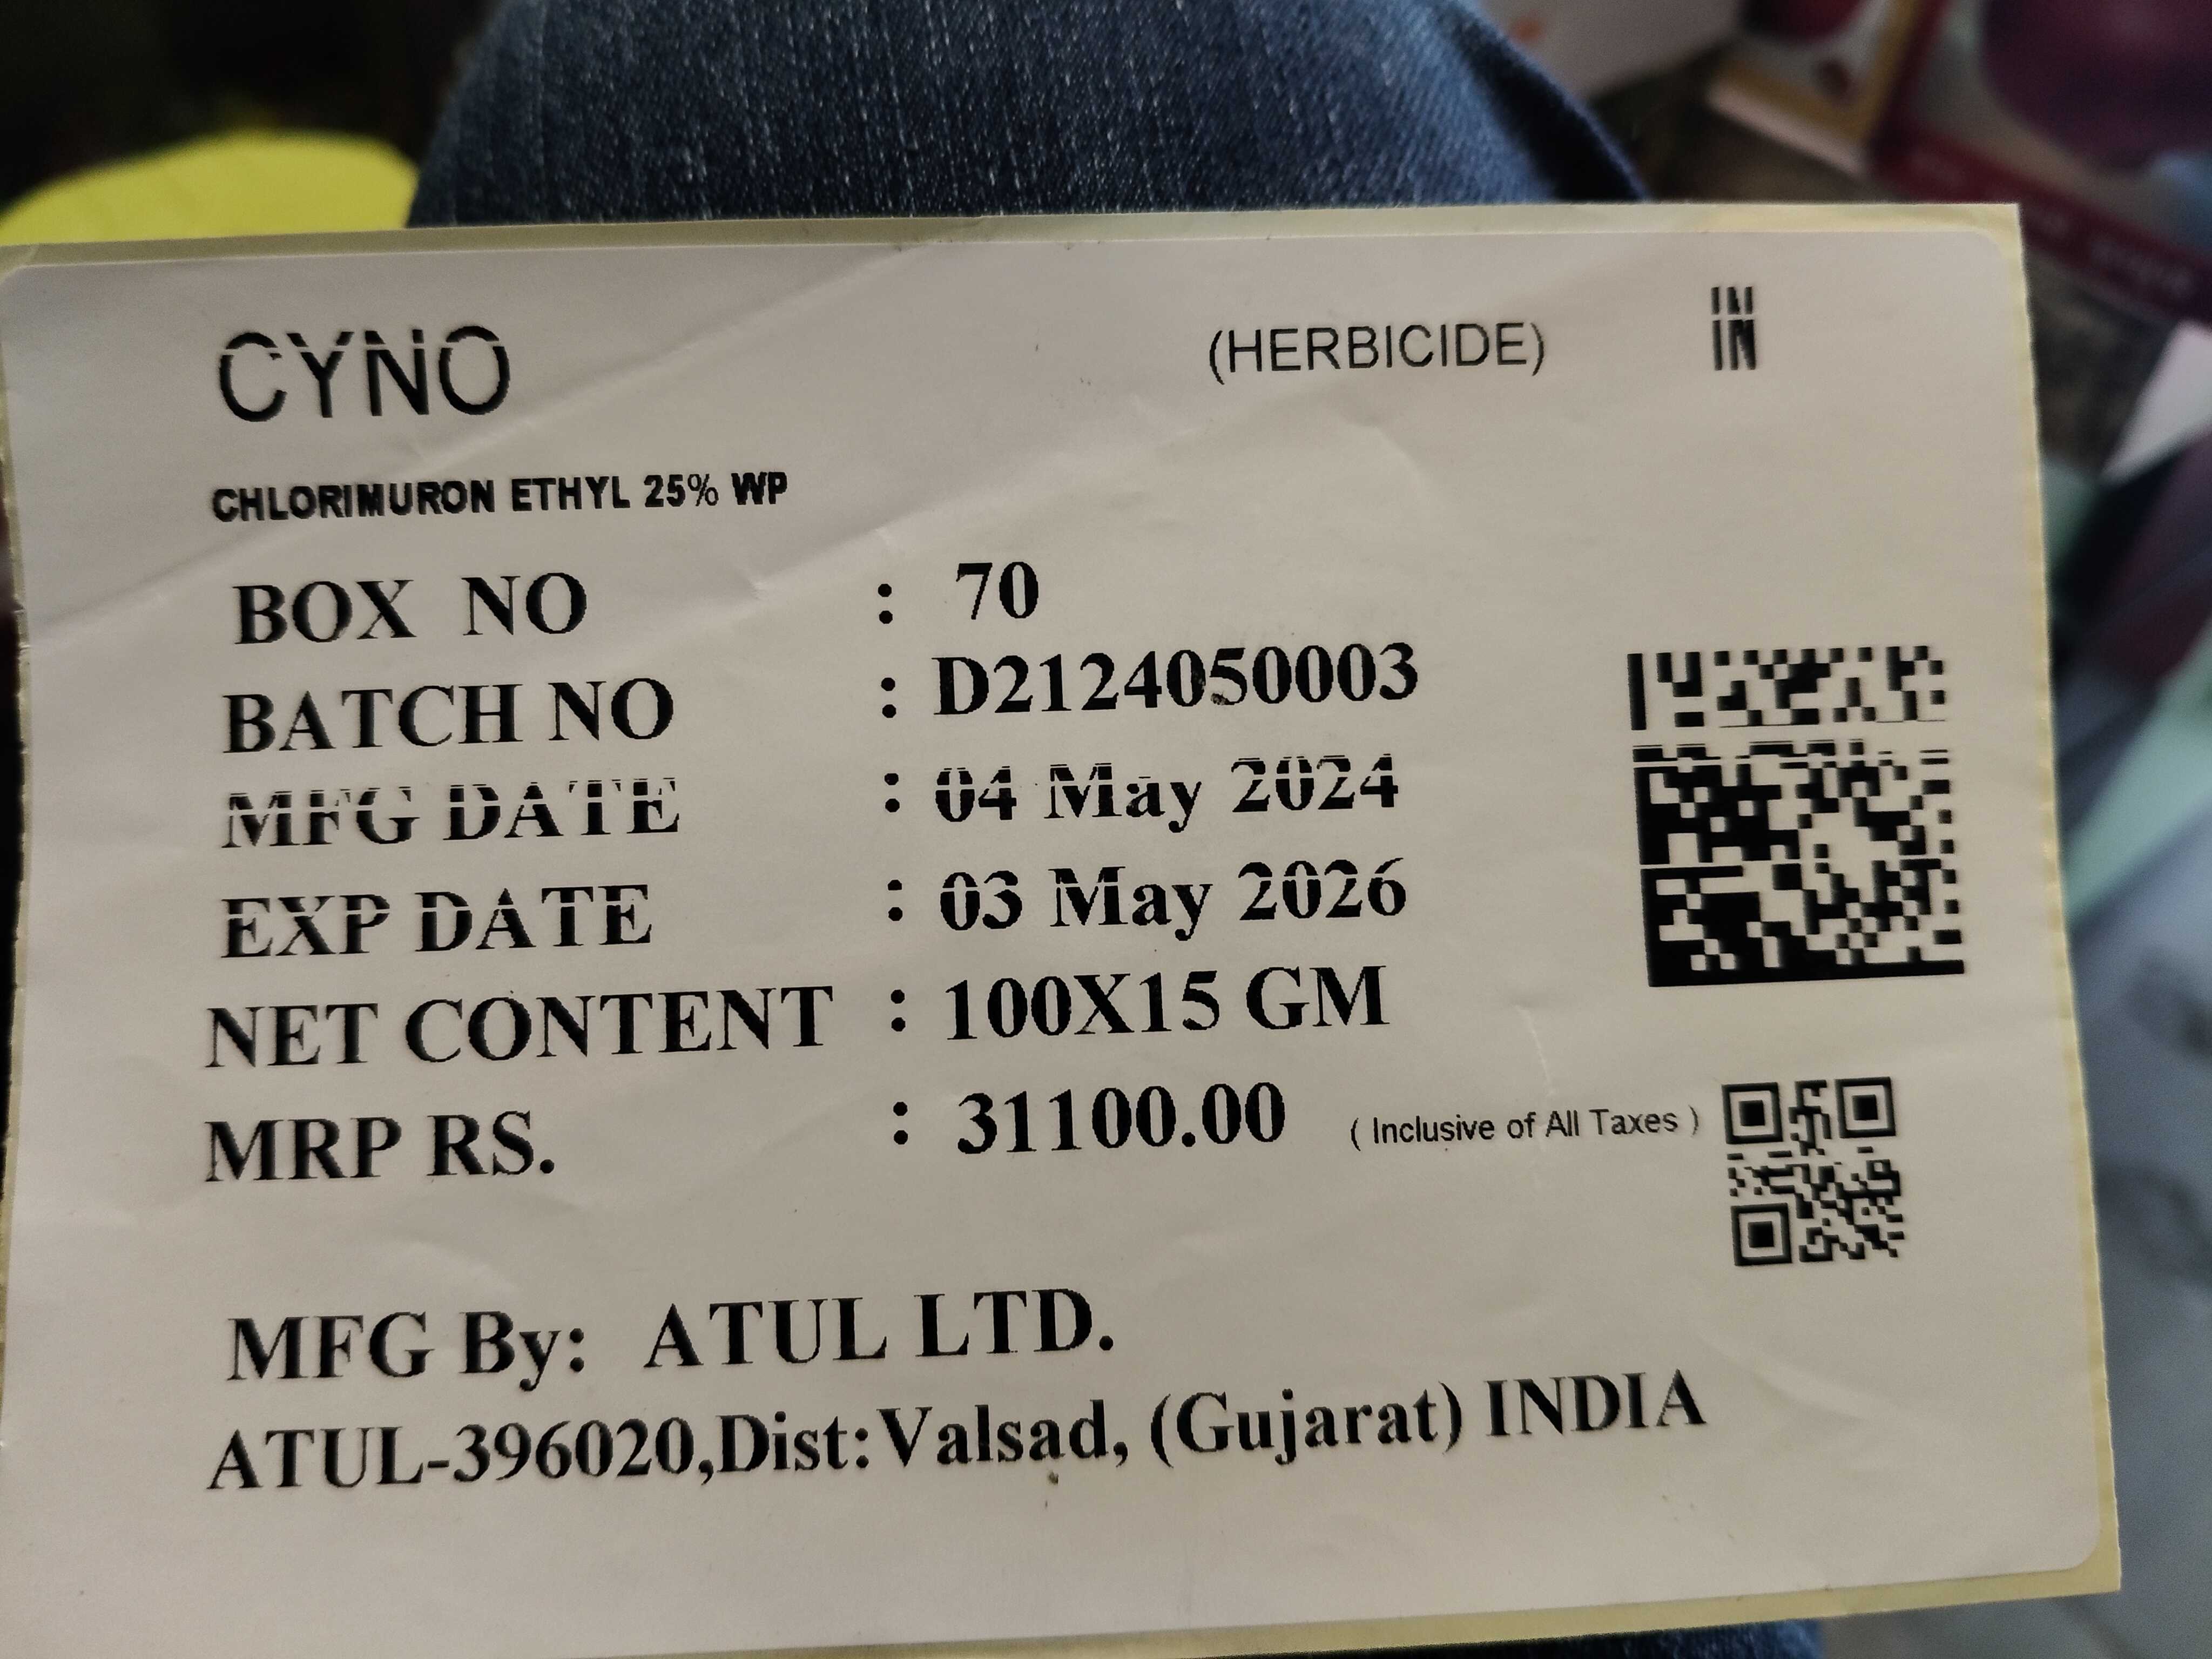 CYNO (HERBICIDE) IN
CHLORIMURON ETHYL 25% WP
BOX NO : 70
BATCH NO : D2124050003
MFG DATE : 04 May 2024
EXP DATE : 03 May 2026
NET CONTENT : 100X15 GM
MRP RS. : 31100.00 ( Inclusive of All Taxes )
MFG By: ATUL LTD.
ATUL-396020,Dist:Valsad, (Gujarat) INDIA